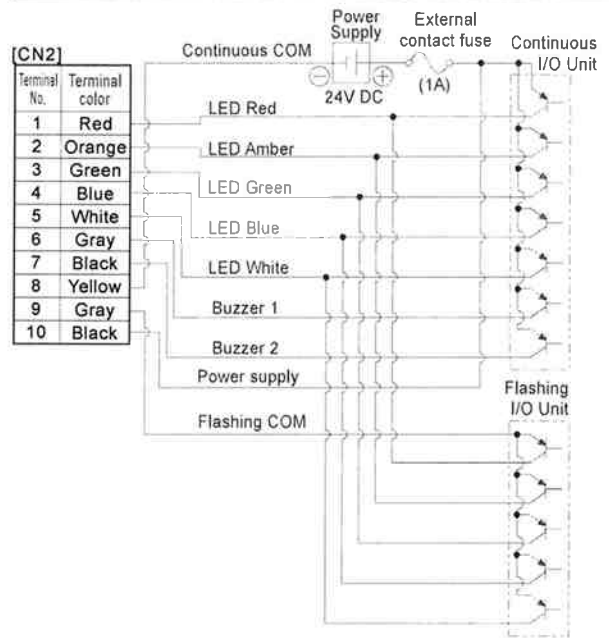 [CN2]
Terminal No. Terminal color
1 Red
2 Orange
3 Green
4 Blue
5 White
6 Gray
7 Black
8 Yellow
9 Gray
10 Black
Continuous COM
Power
Supply
24V DC
External
contact fuse
(1A)
Continuous
I/O Unit
LED Red
LED Amber
LED Green
LED Blue
LED White
Buzzer 1
Buzzer 2
Power supply
Flashing COM
Flashing
I/O Unit